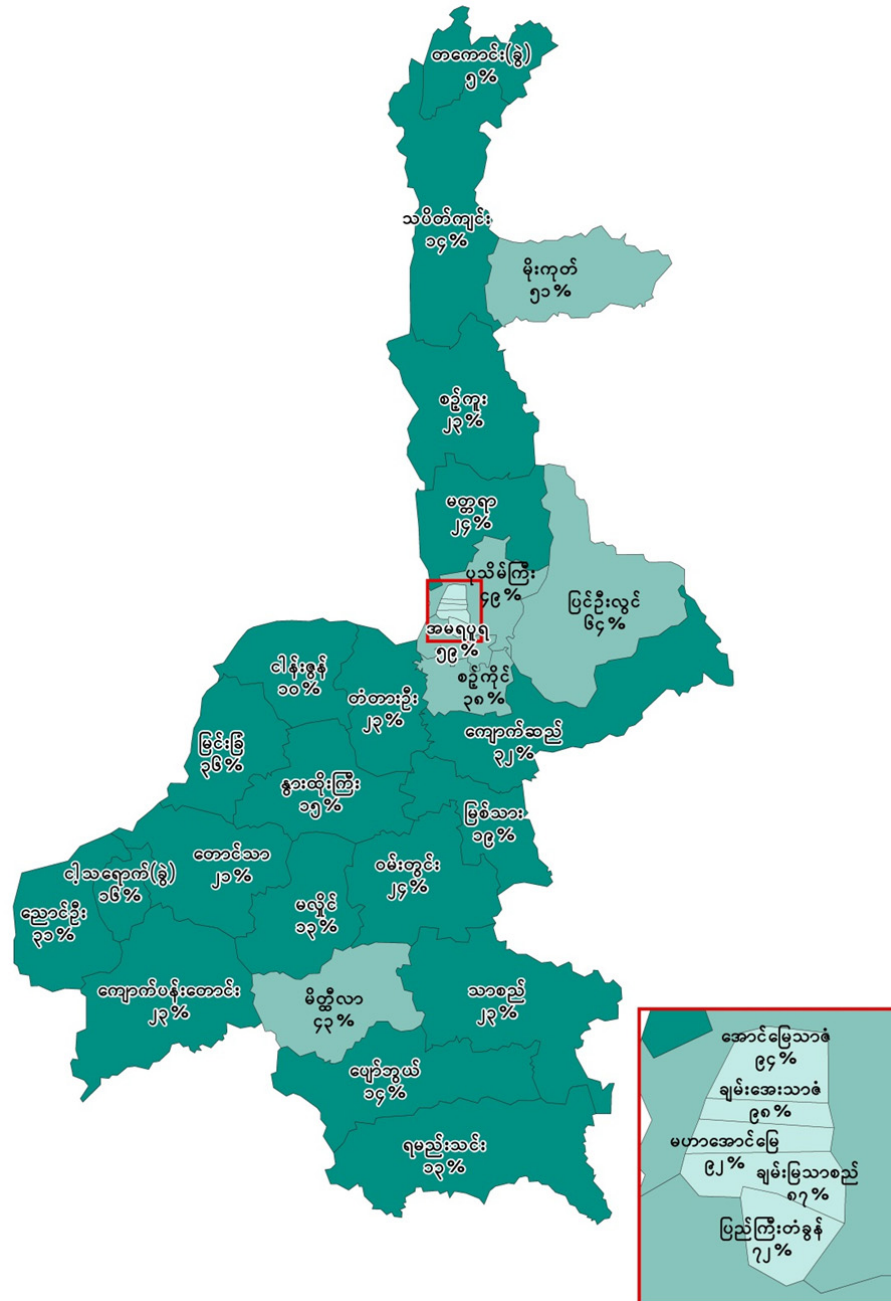 တကောင်း(ခွဲ)
၅%
သပိတ်ကျင်း
၁၄%
မိုးကုတ်
၅၁%
စဉ့်ကူး
၂၃%
မတ္တရာ
၂၄%
ပုသိမ်ကြီး
၄၉%
ပြင်ဦးလွင်
၆၄%
အမရပူရ
၅၉%
စဉ့်ကိုင်
၃၈%
ငါန်းဇွန်
၁၀%
တံတားဦး
၂၃%
ကျောက်ဆည်
၃၂%
မြင်းခြံ
၃၆%
နွားထိုးကြီး
၁၅%
မြစ်သား
၁၉%
တောင်သာ
၂၁%
ဝမ်းတွင်း
၂၄%
ငါ့သရောက်(ခွဲ)
၁၆%
မလှိုင်
၁၃%
ညောင်ဦး
၃၁%
ကျောက်ပန်းတောင်း
၂၃%
မိတ္ထီလာ
၄၃%
သာစည်
၂၃%
ပျော်ဘွယ်
၁၄%
ရမည်းသင်း
၁၃%
အောင်မြေသာဇံ
၉၄%
ချမ်းအေးသာဇံ
၉၈%
မဟာအောင်မြေ
၉၂%
ချမ်းမြသာစည်
၈၇%
ပြည်ကြီးတံခွန်
၇၂%